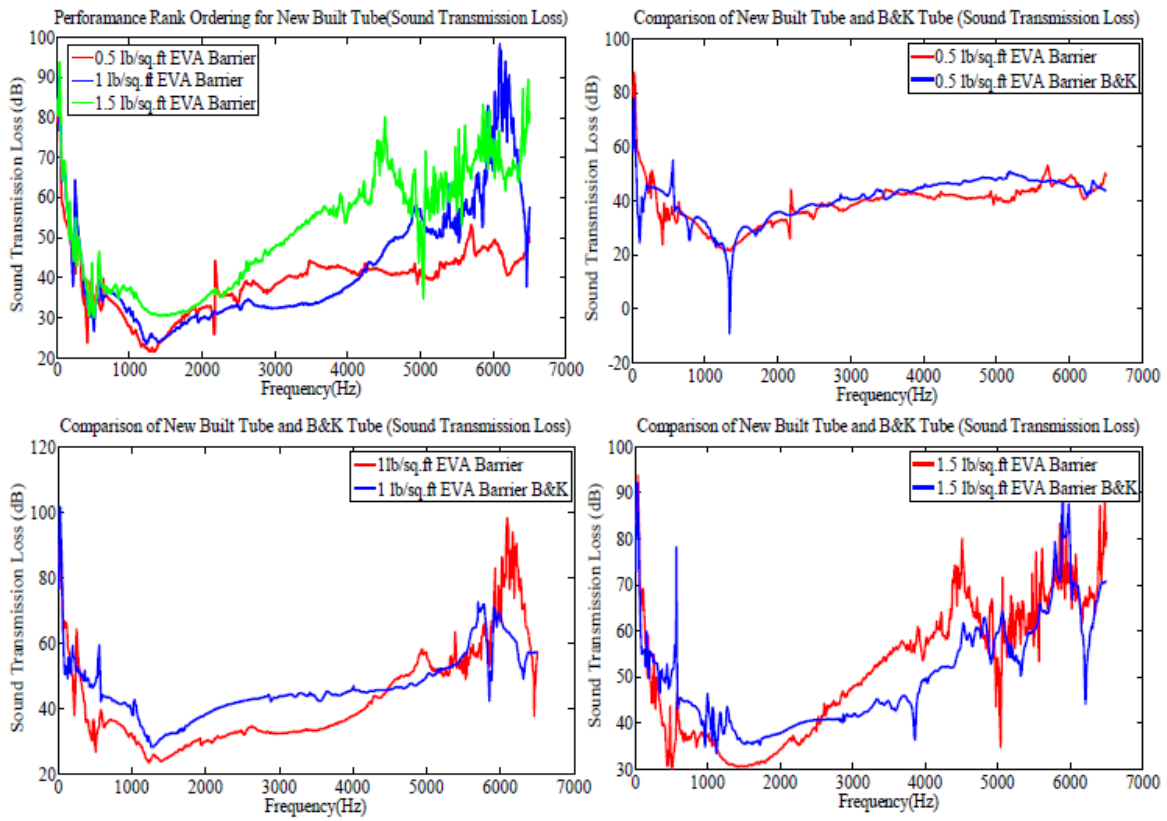 Perforamance Rank Ordering for New Built Tube(Sound Transmission Loss)
Sound Transmission Loss (dB)
100
90
80
70
60
50
40
30
20
0.5 lb/sq.ft EVA Barrier
1 lb/sq.ft EVA Barrier
1.5 lb/sq.ft EVA Barrier
0 1000 2000 3000 4000 5000 6000 7000
Frequency(Hz)
Comparison of New Built Tube and B&K Tube (Sound Transmission Loss)
Sound Transmission Loss (dB)
100
80
60
40
20
0
-20
0.5 lb/sq.ft EVA Barrier
0.5 lb/sq.ft EVA Barrier B&K
0 1000 2000 3000 4000 5000 6000 7000
Frequency(Hz)
Comparison of New Built Tube and B&K Tube (Sound Transmission Loss)
Sound Transmission Loss (dB)
120
100
80
60
40
20
1lb/sq.ft EVA Barrier
1 lb/sq.ft EVA Barrier B&K
0 1000 2000 3000 4000 5000 6000 7000
Frequency(Hz)
Comparison of New Built Tube and B&K Tube (Sound Transmission Loss)
Sound Transmission Loss (dB)
100
90
80
70
60
50
40
30
1.5 lb/sq.ft EVA Barrier
1.5 lb/sq.ft EVA Barrier B&K
0 1000 2000 3000 4000 5000 6000 7000
Frequency(Hz)